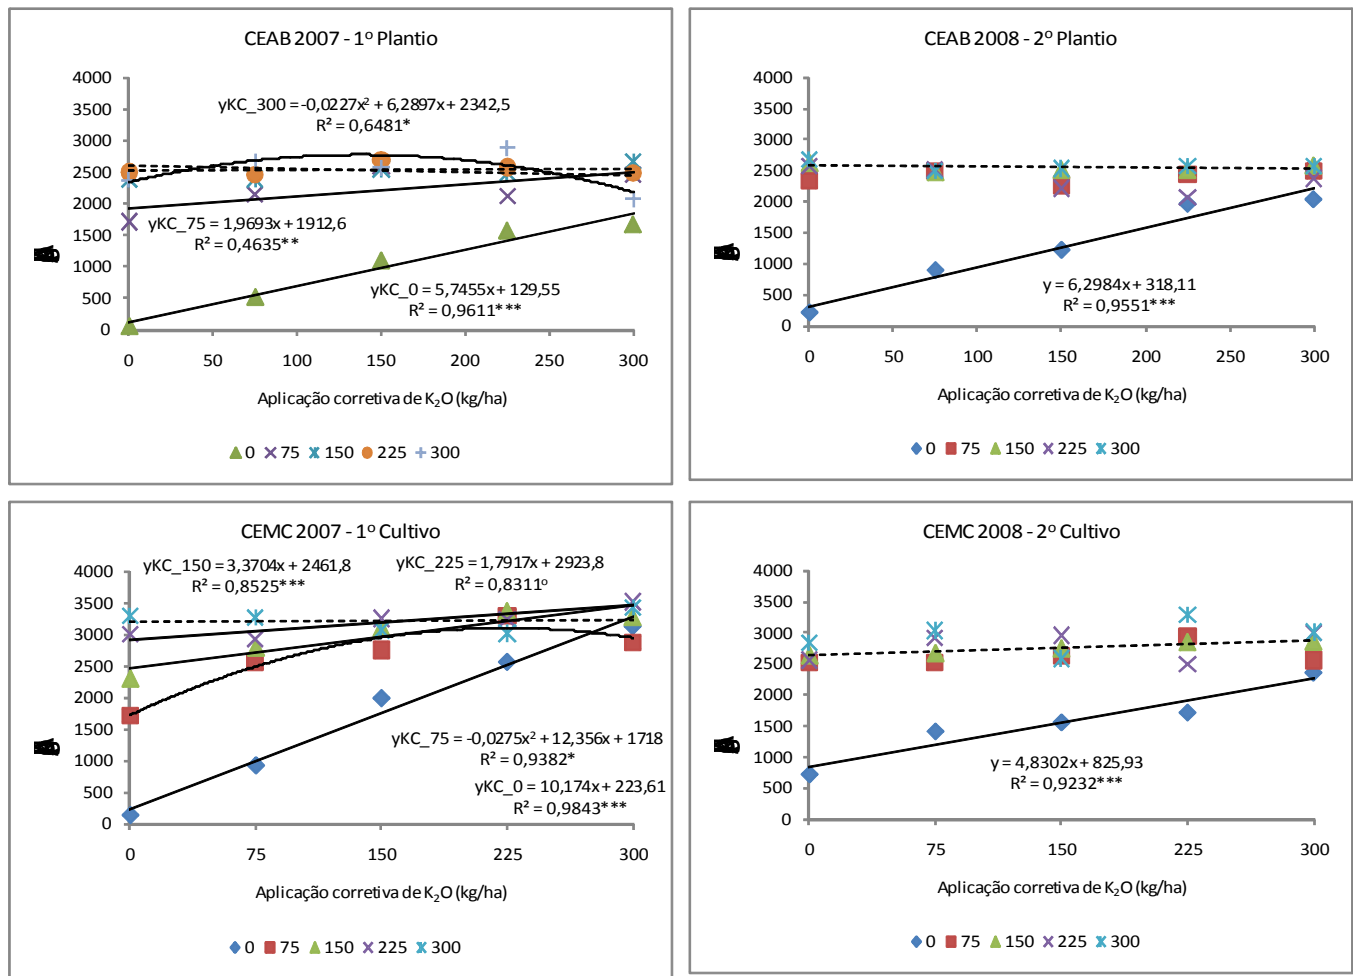 CEAB 2007 - 1º Plantio
4000
3500
3000
2500
2000
1500
1000
500
0
yKC_300 = -0,0227x² + 6,2897x + 2342,5
R² = 0,6481*
yKC_75 = 1,9693x + 1912,6
R² = 0,4635**
yKC_0 = 5,7455x + 129,55
R² = 0,9611***
0 50 100 150 200 250 300
Aplicação corretiva de K₂O (kg/ha)
0 75 150 225 300
CEAB 2008 - 2º Plantio
4000
3500
3000
2500
2000
1500
1000
500
0
y = 6,2984x + 318,11
R² = 0,9551***
0 50 100 150 200 250 300
Aplicação corretiva de K₂O (kg/ha)
0 75 150 225 300
CEMC 2007 - 1º Cultivo
yKC_150 = 3,3704x + 2461,8
R² = 0,8525***
yKC_225 = 1,7917x + 2923,8
R² = 0,8311º
4000
3500
3000
2500
2000
1500
1000
500
0
yKC_75 = -0,0275x² + 12,356x + 1718
R² = 0,9382*
yKC_0 = 10,174x + 223,61
R² = 0,9843***
0 75 150 225 300
Aplicação corretiva de K₂O (kg/ha)
0 75 150 225 300
CEMC 2008 - 2º Cultivo
4000
3500
3000
2500
2000
1500
1000
500
0
y = 4,8302x + 825,93
R² = 0,9232***
0 75 150 225 300
Aplicação corretiva de K₂O (kg/ha)
0 75 150 225 300